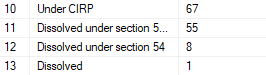 10 Under CIRP 67
11 Dissolved under section 5... 55
12 Dissolved under section 54 8
13 Dissolved 1